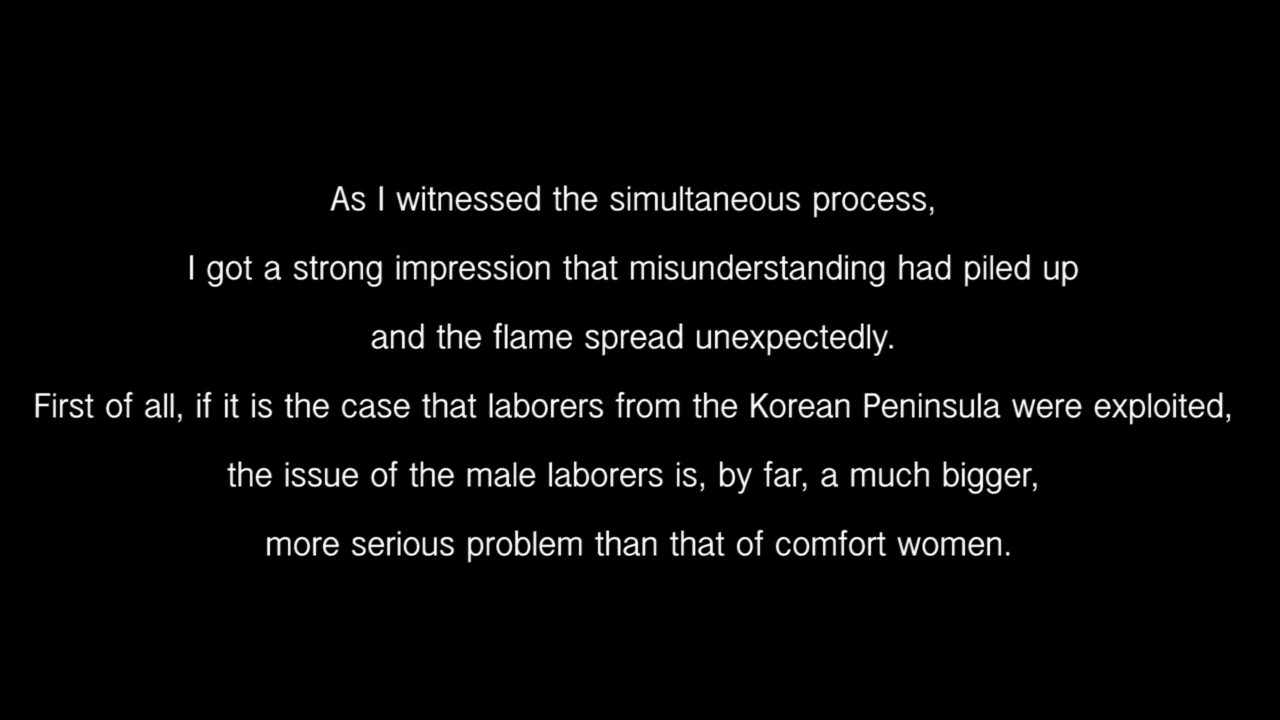 As I witnessed the simultaneous process,
I got a strong impression that misunderstanding had piled up
and the flame spread unexpectedly.
First of all, if it is the case that laborers from the Korean Peninsula were exploited,
the issue of the male laborers is, by far, a much bigger,
more serious problem than that of comfort women.